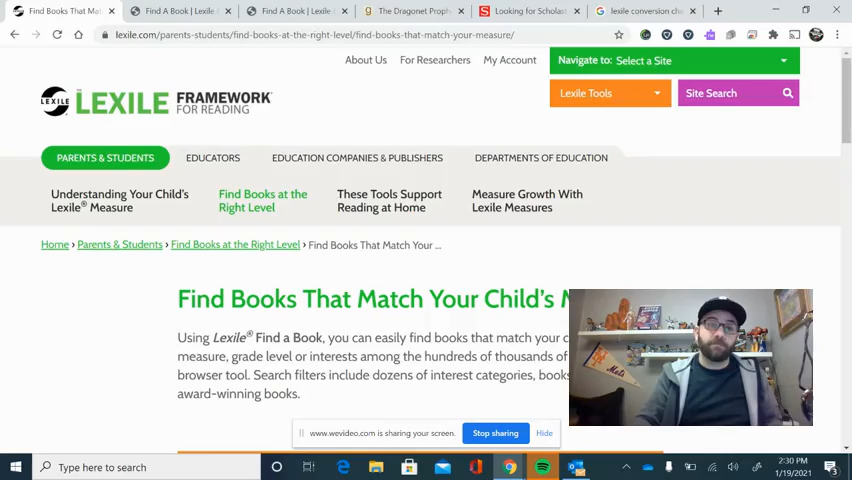 Find Books That Ma
Find A Book | Lexile
Find A Book | Lexile
The Dragonet Proph
Looking for Scholast
lexile conversion cha
lexile.com/parents-students/find-books-at-the-right-level/find-books-that-match-your-measure/
About Us
For Researchers
My Account
Navigate to: Select a Site
LEXILE
THE LEXILE FRAMEWORK
FOR READING
Lexile Tools
Site Search
PARENTS & STUDENTS
EDUCATORS
EDUCATION COMPANIES & PUBLISHERS
DEPARTMENTS OF EDUCATION
Understanding Your Child's
Lexile® Measure
Find Books at the
Right Level
These Tools Support
Reading at Home
Measure Growth With
Lexile Measures
Home › Parents & Students › Find Books at the Right Level › Find Books That Match Your ...
Find Books That Match Your Child's M
Using Lexile® Find a Book, you can easily find books that match your c
measure, grade level or interests among the hundreds of thousands of
browser tool. Search filters include dozens of interest categories, books
award-winning books.
Mets
www.wevideo.com is sharing your screen.
Stop sharing
Hide
Type here to search
2:30 PM
1/19/2021
3